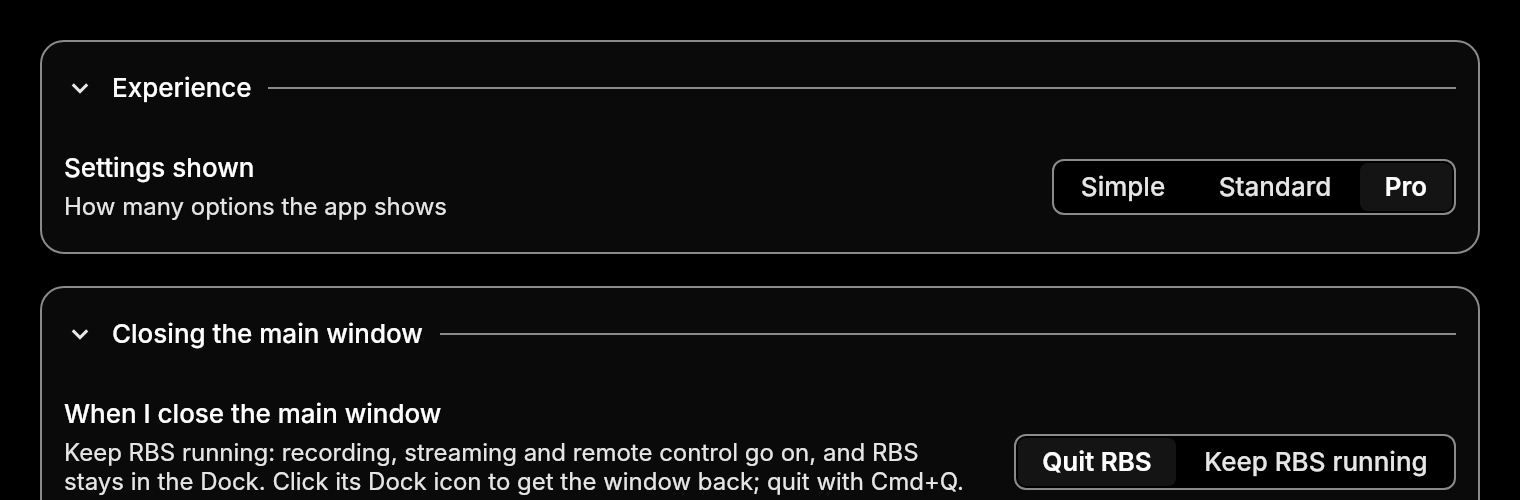 Experience
Settings shown
How many options the app shows
Simple Standard Pro
Closing the main window
When I close the main window
Keep RBS running: recording, streaming and remote control go on, and RBS
stays in the Dock. Click its Dock icon to get the window back; quit with Cmd+Q.
Quit RBS Keep RBS running